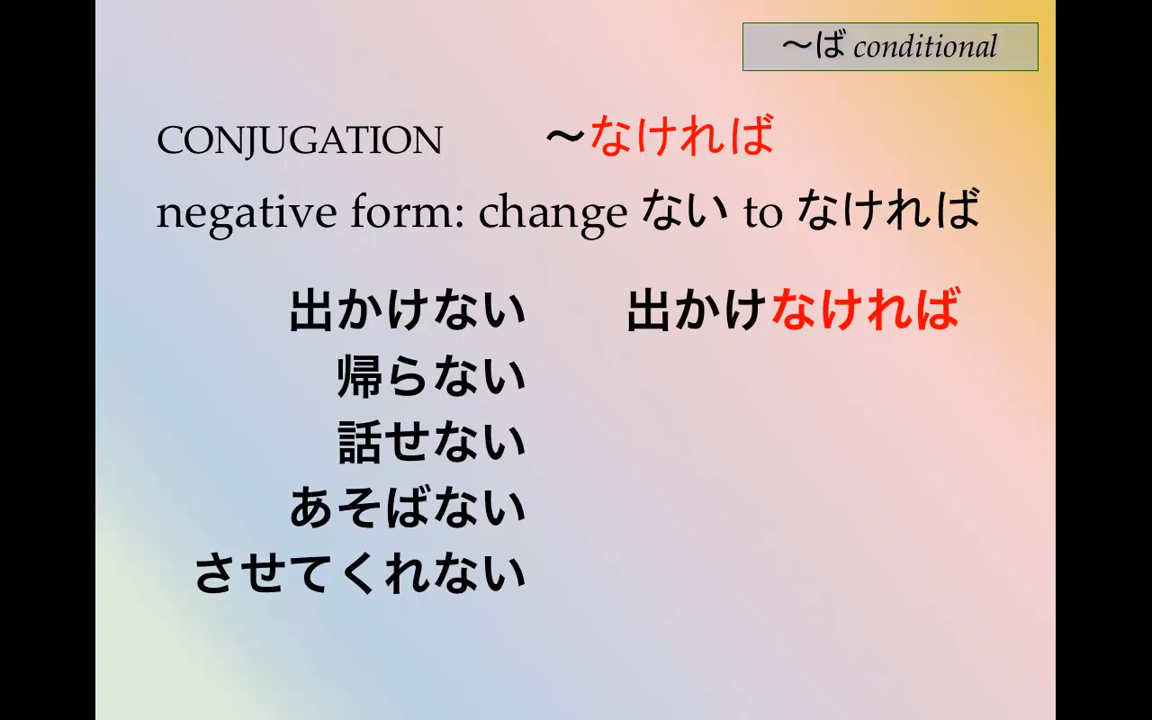 〜ば conditional
CONJUGATION 〜なければ
negative form: change ない to なければ
出かけない 出かけなければ
帰らない
話せない
あそばない
させてくれない